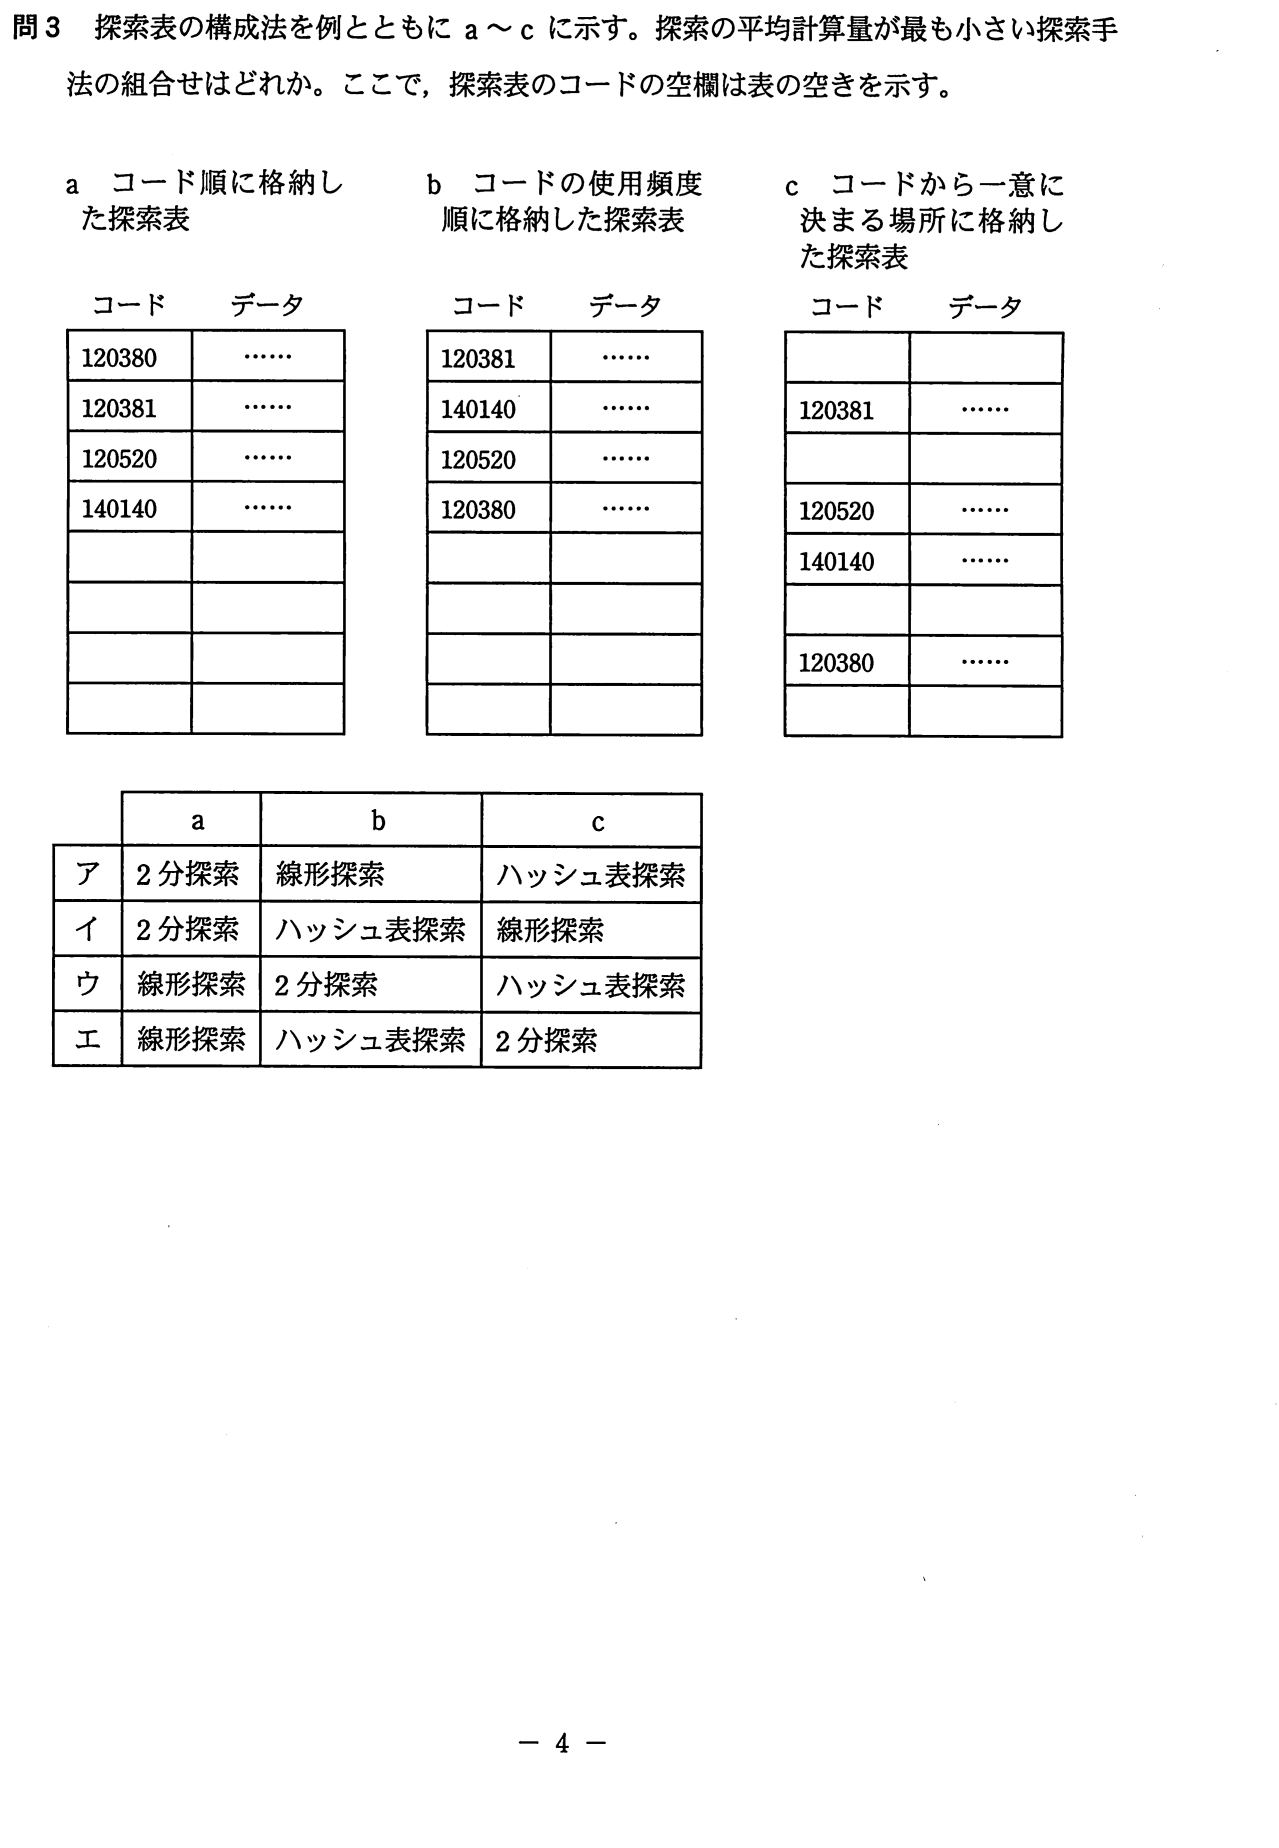 問3 探索表の構成法を例とともに a ～ c に示す。探索の平均計算量が最も小さい探索手
法の組合せはどれか。ここで，探索表のコードの空欄は表の空きを示す。
a コード順に格納し
た探索表
b コードの使用頻度
順に格納した探索表
c コードから一意に
決まる場所に格納し
た探索表
コード データ
120380 ……
120381 ……
120520 ……
140140 ……
コード データ
120381 ……
140140 ……
120520 ……
120380 ……
コード データ
120381 ……
120520 ……
140140 ……
120380 ……
a b c
ア 2分探索 線形探索 ハッシュ表探索
イ 2分探索 ハッシュ表探索 線形探索
ウ 線形探索 2分探索 ハッシュ表探索
エ 線形探索 ハッシュ表探索 2分探索
－ 4 －